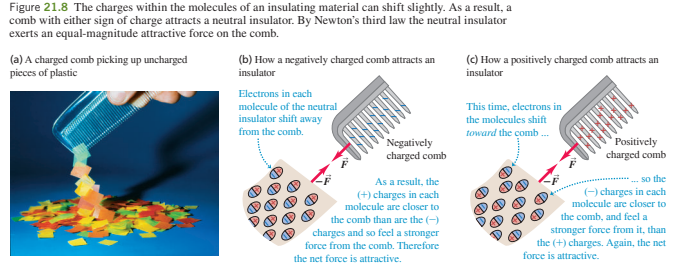 Figure 21.8 The charges within the molecules of an insulating material can shift slightly. As a result, a
comb with either sign of charge attracts a neutral insulator. By Newton's third law the neutral insulator
exerts an equal-magnitude attractive force on the comb.
(a) A charged comb picking up uncharged
pieces of plastic
(b) How a negatively charged comb attracts an
insulator
Electrons in each
molecule of the neutral
insulator shift away
from the comb.
Negatively
charged comb
F⃗
−F⃗
As a result, the
(+) charges in each
molecule are closer to
the comb than are the (−)
charges and so feel a stronger
force from the comb. Therefore
the net force is attractive.
(c) How a positively charged comb attracts an
insulator
This time, electrons in
the molecules shift
toward the comb ...
Positively
charged comb
F⃗
−F⃗
... so the
(−) charges in each
molecule are closer to
the comb, and feel a
stronger force from it, than
the (+) charges. Again, the net
force is attractive.